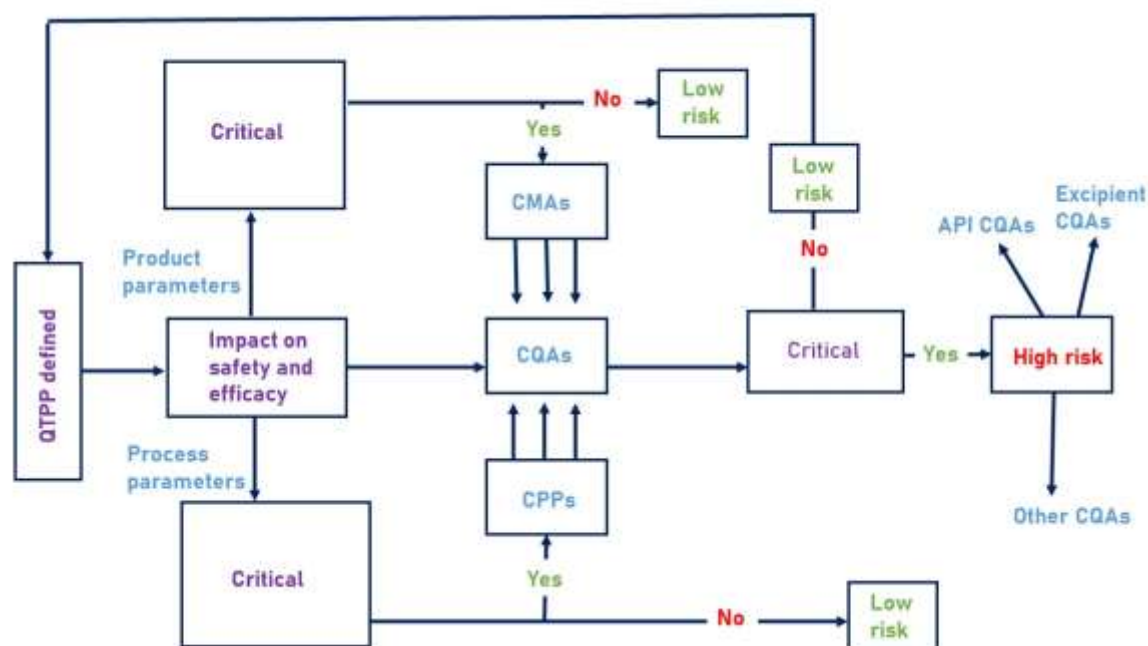 Critical
No
Low
risk
Yes
CMAs
Low
risk
No
API CQAs
Excipient
CQAs
Product
parameters
QTPP defined
Impact on
safety and
efficacy
CQAs
Critical
Yes
High risk
Process
parameters
CPPs
Other CQAs
Critical
Yes
No
Low
risk